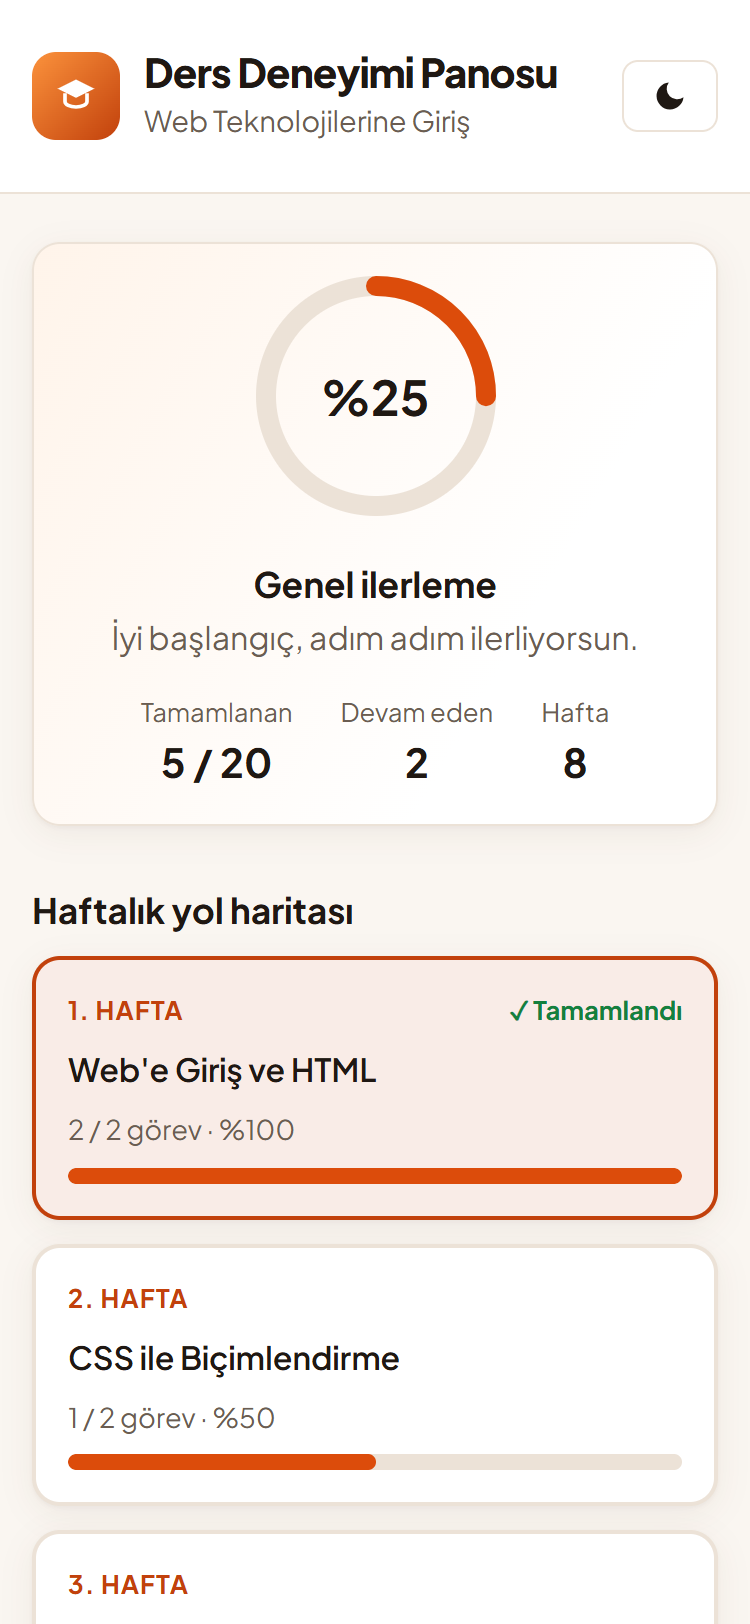 Ders Deneyimi Panosu
Web Teknolojilerine Giriş
%25
Genel ilerleme
İyi başlangıç, adım adım ilerliyorsun.
Tamamlanan Devam eden Hafta
5 / 20 2 8
Haftalık yol haritası
1. HAFTA ✓ Tamamlandı
Web'e Giriş ve HTML
2 / 2 görev · %100
2. HAFTA
CSS ile Biçimlendirme
1 / 2 görev · %50
3. HAFTA